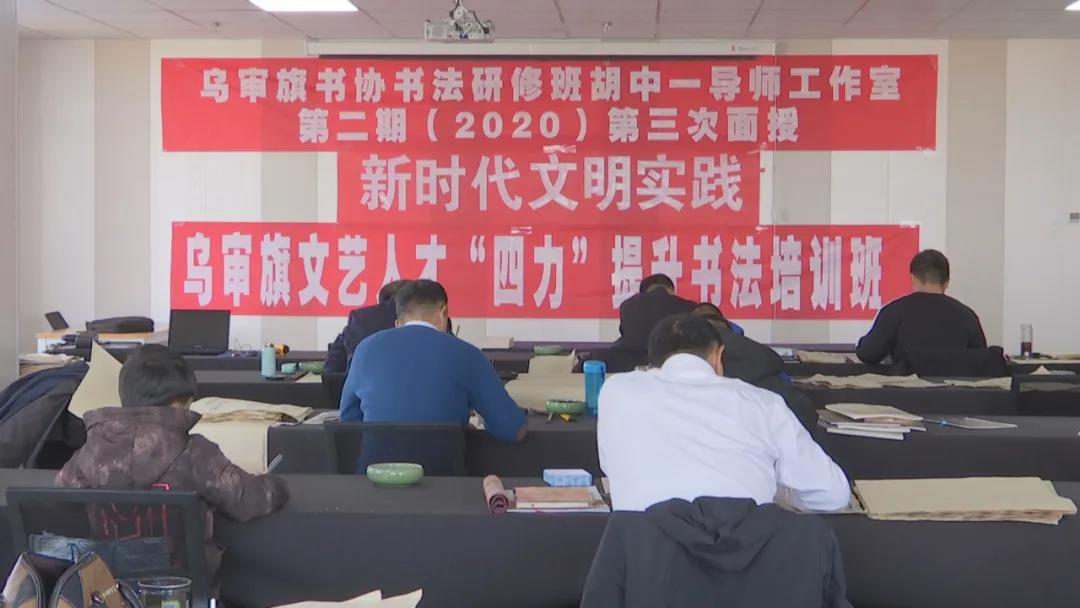 乌审旗书协书法研修班胡中一导师工作室
第二期（2020）第三次面授
新时代文明实践
乌审旗文艺人才“四力”提升书法培训班